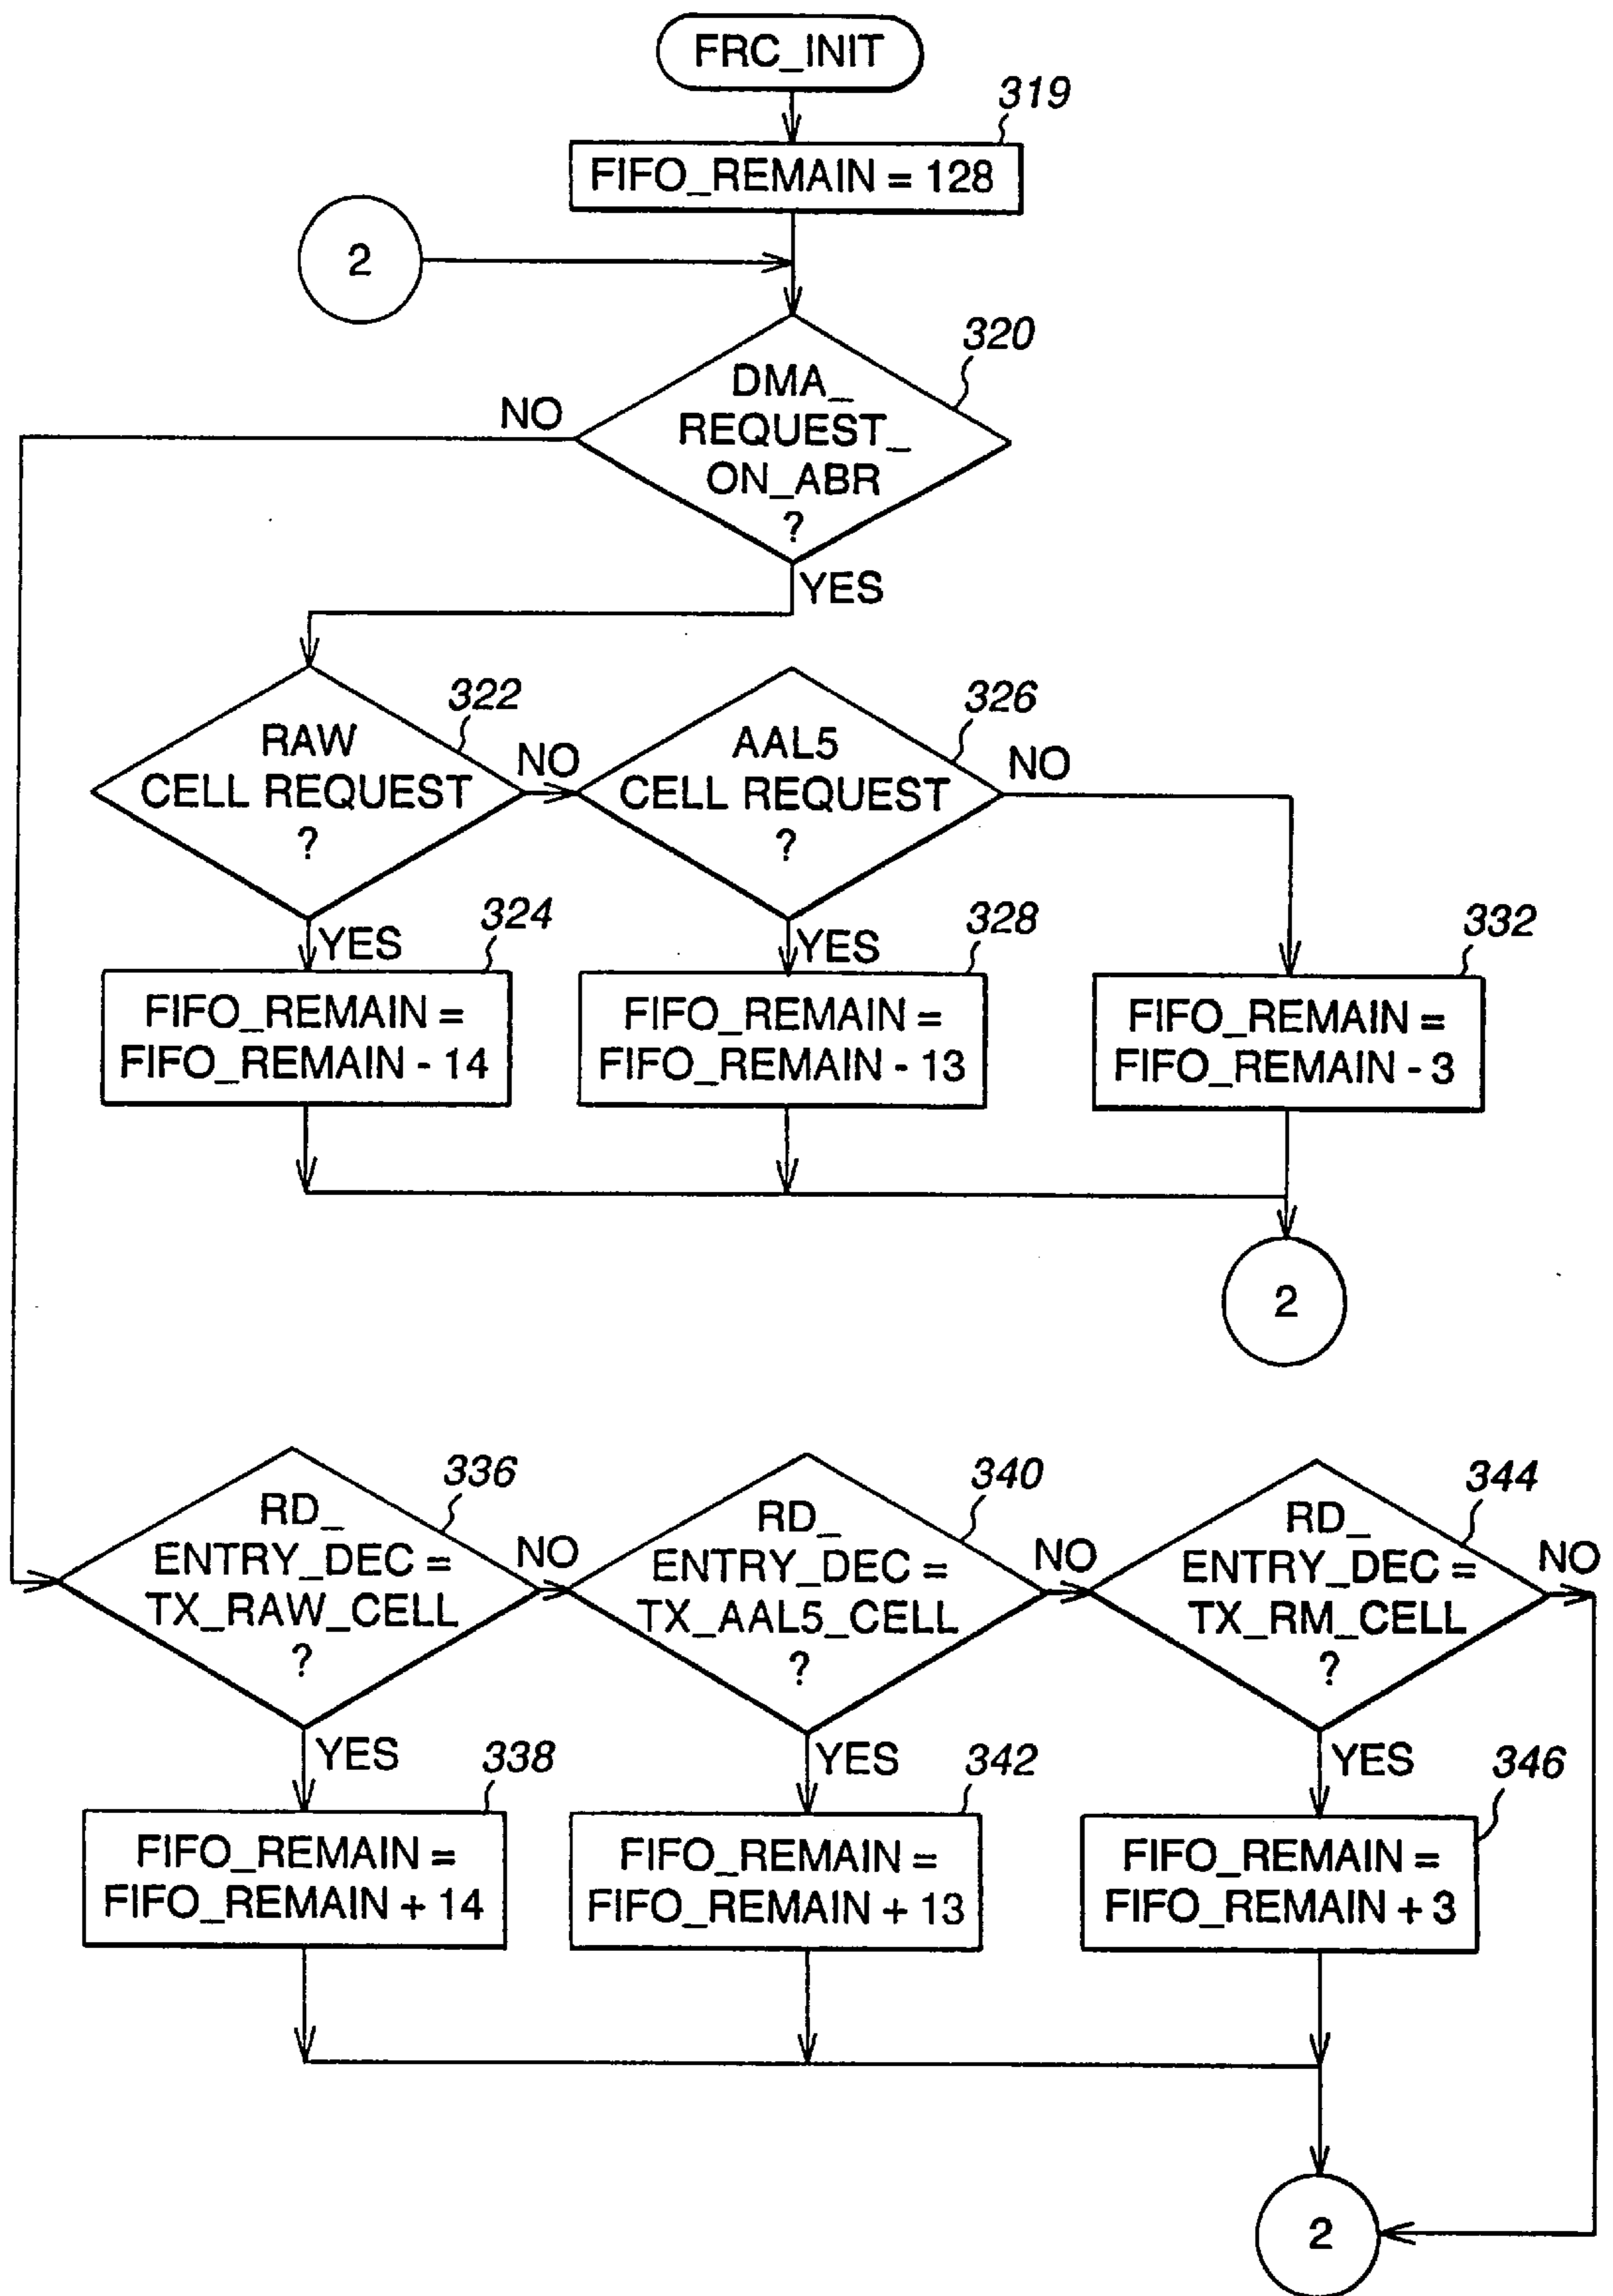 FRC_INIT
319
FIFO_REMAIN = 128
2
320
DMA_
REQUEST_
ON_ABR
?
NO
YES
322
RAW
CELL REQUEST
?
NO
326
AAL5
CELL REQUEST
?
NO
YES
324
FIFO_REMAIN =
FIFO_REMAIN - 14
YES
328
FIFO_REMAIN =
FIFO_REMAIN - 13
332
FIFO_REMAIN =
FIFO_REMAIN - 3
2
336
RD_
ENTRY_DEC =
TX_RAW_CELL
?
NO
340
RD_
ENTRY_DEC =
TX_AAL5_CELL
?
NO
344
RD_
ENTRY_DEC =
TX_RM_CELL
?
NO
YES
338
FIFO_REMAIN =
FIFO_REMAIN + 14
YES
342
FIFO_REMAIN =
FIFO_REMAIN + 13
YES
346
FIFO_REMAIN =
FIFO_REMAIN + 3
2